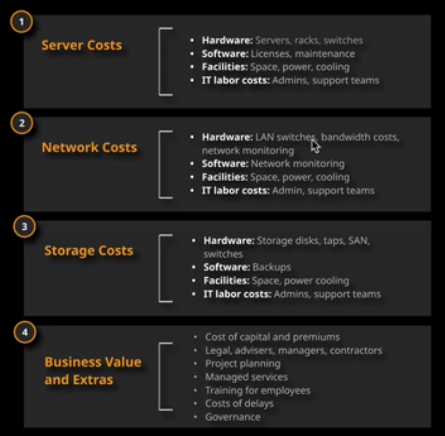 1
Server Costs
• Hardware: Servers, racks, switches
• Software: Licenses, maintenance
• Facilities: Space, power, cooling
• IT labor costs: Admins, support teams
2
Network Costs
• Hardware: LAN switches, bandwidth costs,
network monitoring
• Software: Network monitoring
• Facilities: Space, power, cooling
• IT labor costs: Admin, support teams
3
Storage Costs
• Hardware: Storage disks, taps, SAN,
switches
• Software: Backups
• Facilities: Space, power cooling
• IT labor costs: Admins, support teams
4
Business Value
and Extras
• Cost of capital and premiums
• Legal, advisers, managers, contractors
• Project planning
• Managed services
• Training for employees
• Costs of delays
• Governance